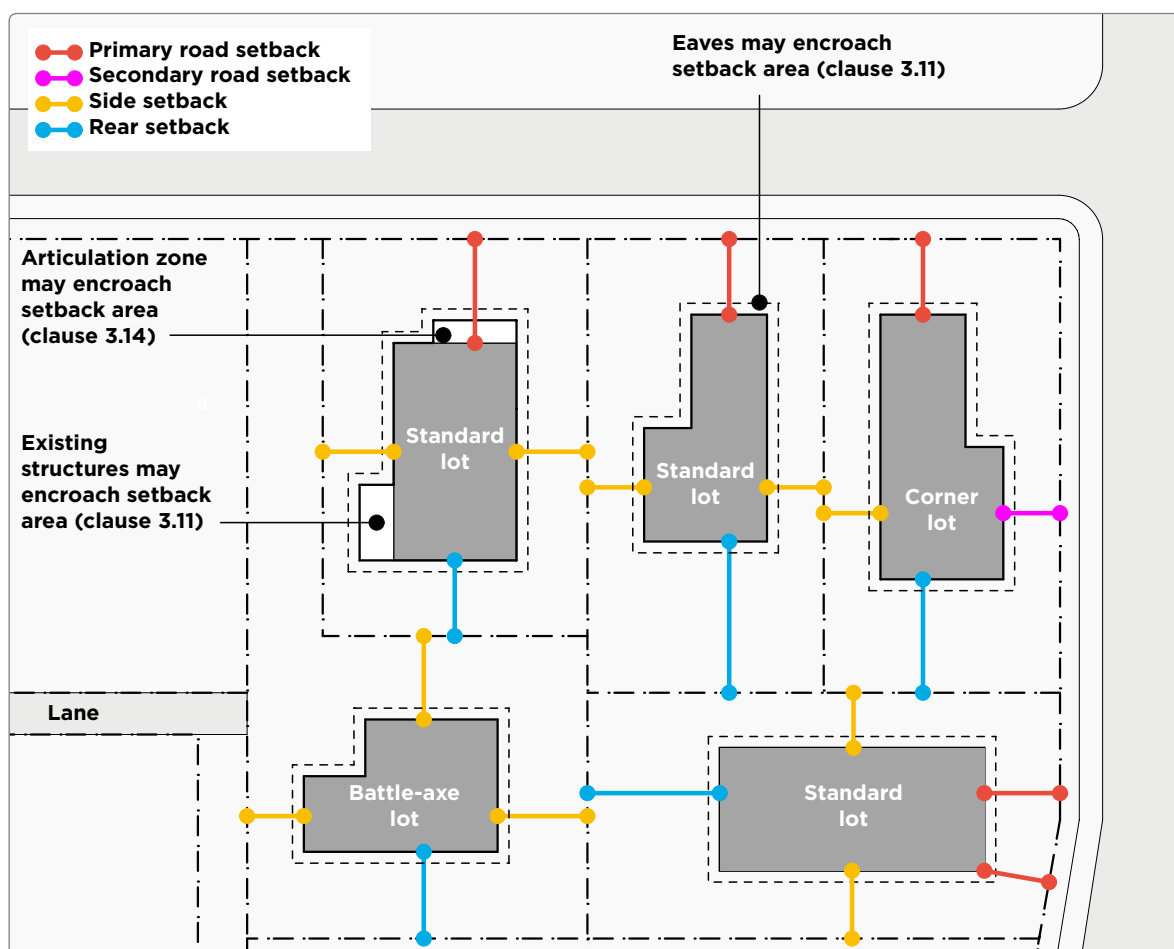 Primary road setback
Secondary road setback
Side setback
Rear setback
Eaves may encroach
setback area (clause 3.11)
Articulation zone
may encroach
setback area
(clause 3.14)
a
Existing
structures may
encroach setback
area (clause 3.11)
Standard
lot
Standard
lot
Corner
lot
Lane
Battle-axe
lot
Standard
lot